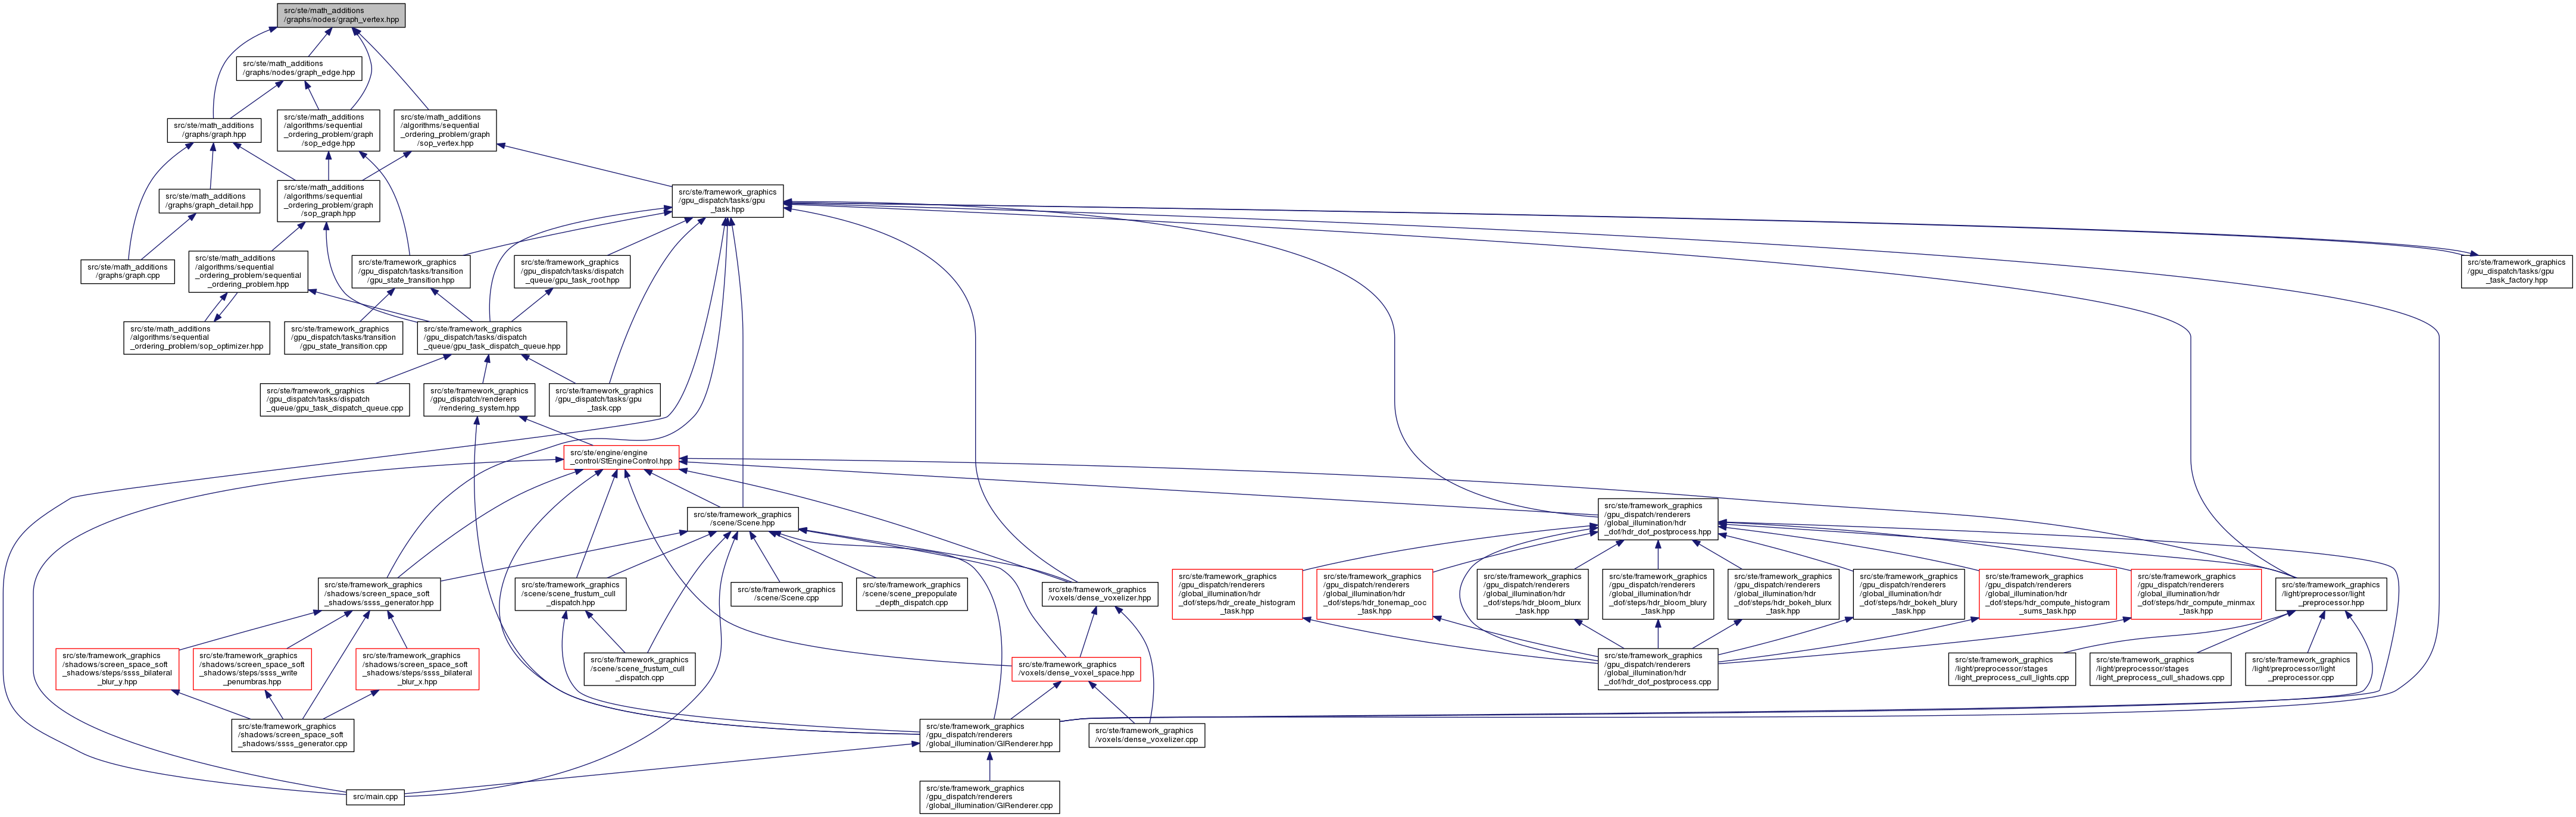 src/ste/math_additions
/graphs/nodes/graph_vertex.hpp
src/ste/math_additions
/graphs/nodes/graph_edge.hpp
src/ste/math_additions
/graphs/graph.hpp
src/ste/math_additions
/algorithms/sequential
_ordering_problem/graph
/sop_edge.hpp
src/ste/math_additions
/algorithms/sequential
_ordering_problem/graph
/sop_vertex.hpp
src/ste/math_additions
/graphs/graph_detail.hpp
src/ste/math_additions
/algorithms/sequential
_ordering_problem/graph
/sop_graph.hpp
src/ste/framework_graphics
/gpu_dispatch/tasks/gpu
_task.hpp
src/ste/math_additions
/graphs/graph.cpp
src/ste/math_additions
/algorithms/sequential
_ordering_problem/sequential
_ordering_problem.hpp
src/ste/framework_graphics
/gpu_dispatch/tasks/transition
/gpu_state_transition.hpp
src/ste/framework_graphics
/gpu_dispatch/tasks/dispatch
_queue/gpu_task_root.hpp
src/ste/framework_graphics
/gpu_dispatch/tasks/gpu
_task_factory.hpp
src/ste/math_additions
/algorithms/sequential
_ordering_problem/sop_optimizer.hpp
src/ste/framework_graphics
/gpu_dispatch/tasks/transition
/gpu_state_transition.cpp
src/ste/framework_graphics
/gpu_dispatch/tasks/dispatch
_queue/gpu_task_dispatch_queue.hpp
src/ste/framework_graphics
/gpu_dispatch/tasks/dispatch
_queue/gpu_task_dispatch_queue.cpp
src/ste/framework_graphics
/gpu_dispatch/renderers
/rendering_system.hpp
src/ste/framework_graphics
/gpu_dispatch/tasks/gpu
_task.cpp
src/ste/engine/engine
_control/StEngineControl.hpp
src/ste/framework_graphics
/scene/Scene.hpp
src/ste/framework_graphics
/gpu_dispatch/renderers
/global_illumination/hdr
_dof/hdr_dof_postprocess.hpp
src/ste/framework_graphics
/shadows/screen_space_soft
_shadows/ssss_generator.hpp
src/ste/framework_graphics
/scene/scene_frustum_cull
_dispatch.hpp
src/ste/framework_graphics
/scene/Scene.cpp
src/ste/framework_graphics
/scene/scene_prepopulate
_depth_dispatch.cpp
src/ste/framework_graphics
/voxels/dense_voxelizer.hpp
src/ste/framework_graphics
/gpu_dispatch/renderers
/global_illumination/hdr
_dof/steps/hdr_create_histogram
_task.hpp
src/ste/framework_graphics
/gpu_dispatch/renderers
/global_illumination/hdr
_dof/steps/hdr_tonemap_coc
_task.hpp
src/ste/framework_graphics
/gpu_dispatch/renderers
/global_illumination/hdr
_dof/steps/hdr_bloom_blurx
_task.hpp
src/ste/framework_graphics
/gpu_dispatch/renderers
/global_illumination/hdr
_dof/steps/hdr_bloom_blury
_task.hpp
src/ste/framework_graphics
/gpu_dispatch/renderers
/global_illumination/hdr
_dof/steps/hdr_bokeh_blurx
_task.hpp
src/ste/framework_graphics
/gpu_dispatch/renderers
/global_illumination/hdr
_dof/steps/hdr_bokeh_blury
_task.hpp
src/ste/framework_graphics
/gpu_dispatch/renderers
/global_illumination/hdr
_dof/steps/hdr_compute_histogram
_sums_task.hpp
src/ste/framework_graphics
/gpu_dispatch/renderers
/global_illumination/hdr
_dof/steps/hdr_compute_minmax
_task.hpp
src/ste/framework_graphics
/light/preprocessor/light
_preprocessor.hpp
src/ste/framework_graphics
/shadows/screen_space_soft
_shadows/steps/ssss_bilateral
_blur_y.hpp
src/ste/framework_graphics
/shadows/screen_space_soft
_shadows/steps/ssss_write
_penumbras.hpp
src/ste/framework_graphics
/shadows/screen_space_soft
_shadows/steps/ssss_bilateral
_blur_x.hpp
src/ste/framework_graphics
/scene/scene_frustum_cull
_dispatch.cpp
src/ste/framework_graphics
/voxels/dense_voxel_space.hpp
src/ste/framework_graphics
/gpu_dispatch/renderers
/global_illumination/hdr
_dof/hdr_dof_postprocess.cpp
src/ste/framework_graphics
/light/preprocessor/stages
/light_preprocess_cull_lights.cpp
src/ste/framework_graphics
/light/preprocessor/stages
/light_preprocess_cull_shadows.cpp
src/ste/framework_graphics
/light/preprocessor/light
_preprocessor.cpp
src/ste/framework_graphics
/shadows/screen_space_soft
_shadows/ssss_generator.cpp
src/ste/framework_graphics
/gpu_dispatch/renderers
/global_illumination/GIRenderer.hpp
src/ste/framework_graphics
/voxels/dense_voxelizer.cpp
src/main.cpp
src/ste/framework_graphics
/gpu_dispatch/renderers
/global_illumination/GIRenderer.cpp